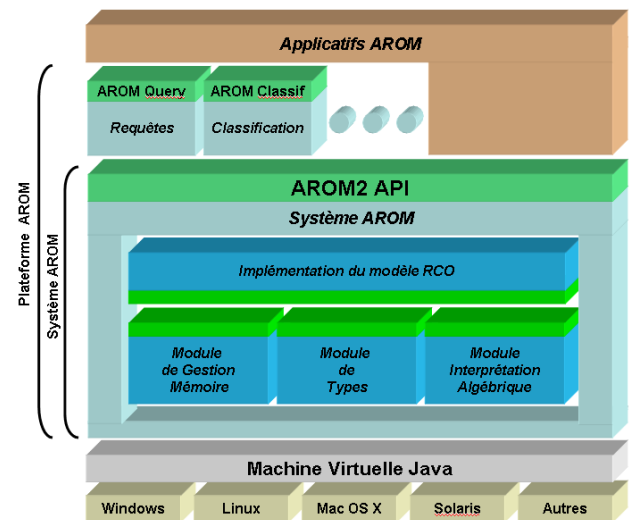 Applicatifs AROM
AROM Query
AROM Classif
Requêtes
Classification
Plateforme AROM
Système AROM
AROM2 API
Système AROM
Implémentation du modèle RCO
Module
de Gestion
Mémoire
Module
de
Types
Module
Interprétation
Algébrique
Machine Virtuelle Java
Windows
Linux
Mac OS X
Solaris
Autres